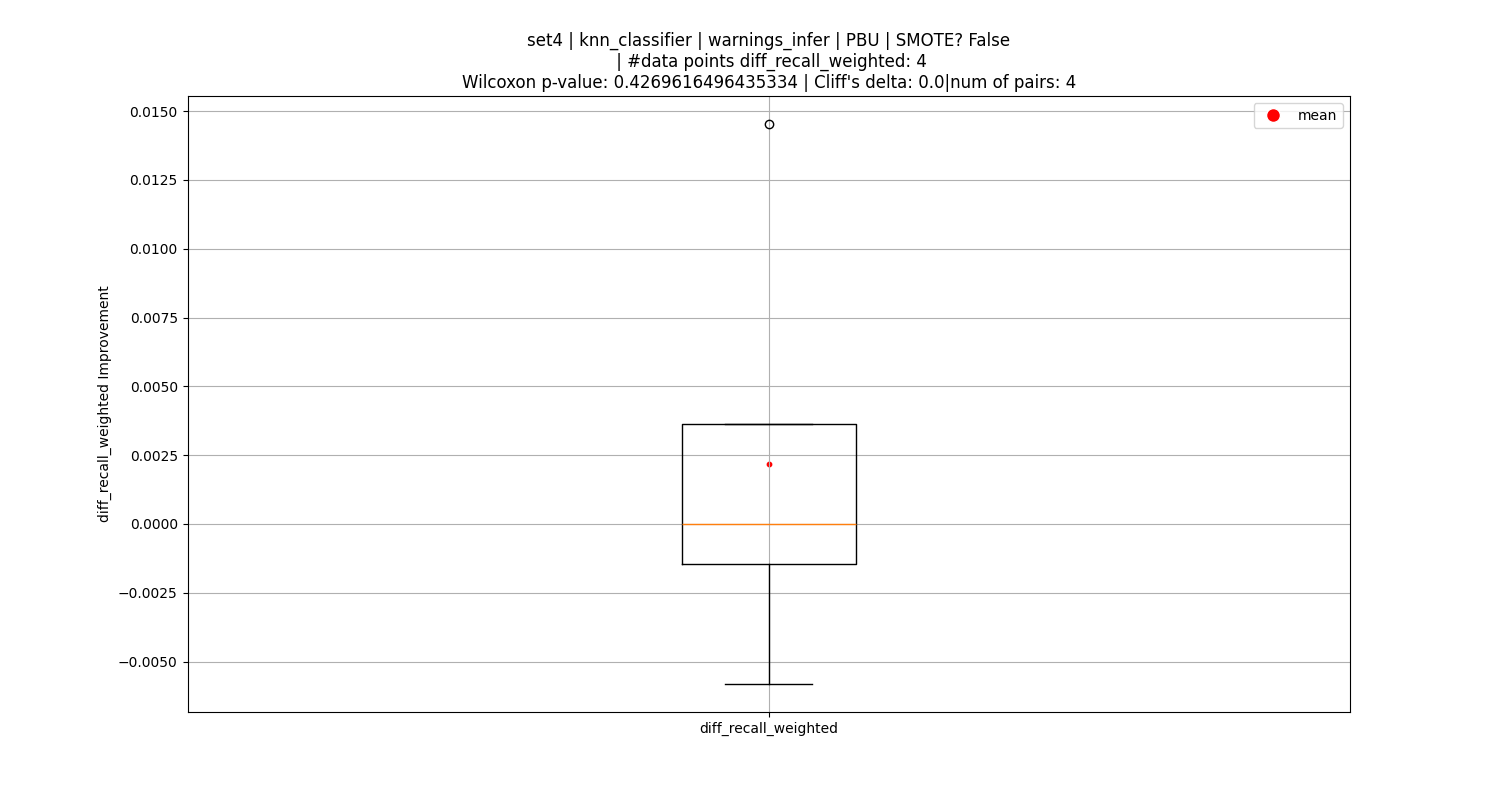 set4 | knn_classifier | warnings_infer | PBU | SMOTE? False
| #data points diff_recall_weighted: 4
Wilcoxon p-value: 0.4269616496435334 | Cliff's delta: 0.0|num of pairs: 4
mean
0.0150
0.0125
0.0100
0.0075
0.0050
0.0025
0.0000
−0.0025
−0.0050
diff_recall_weighted Improvement
diff_recall_weighted